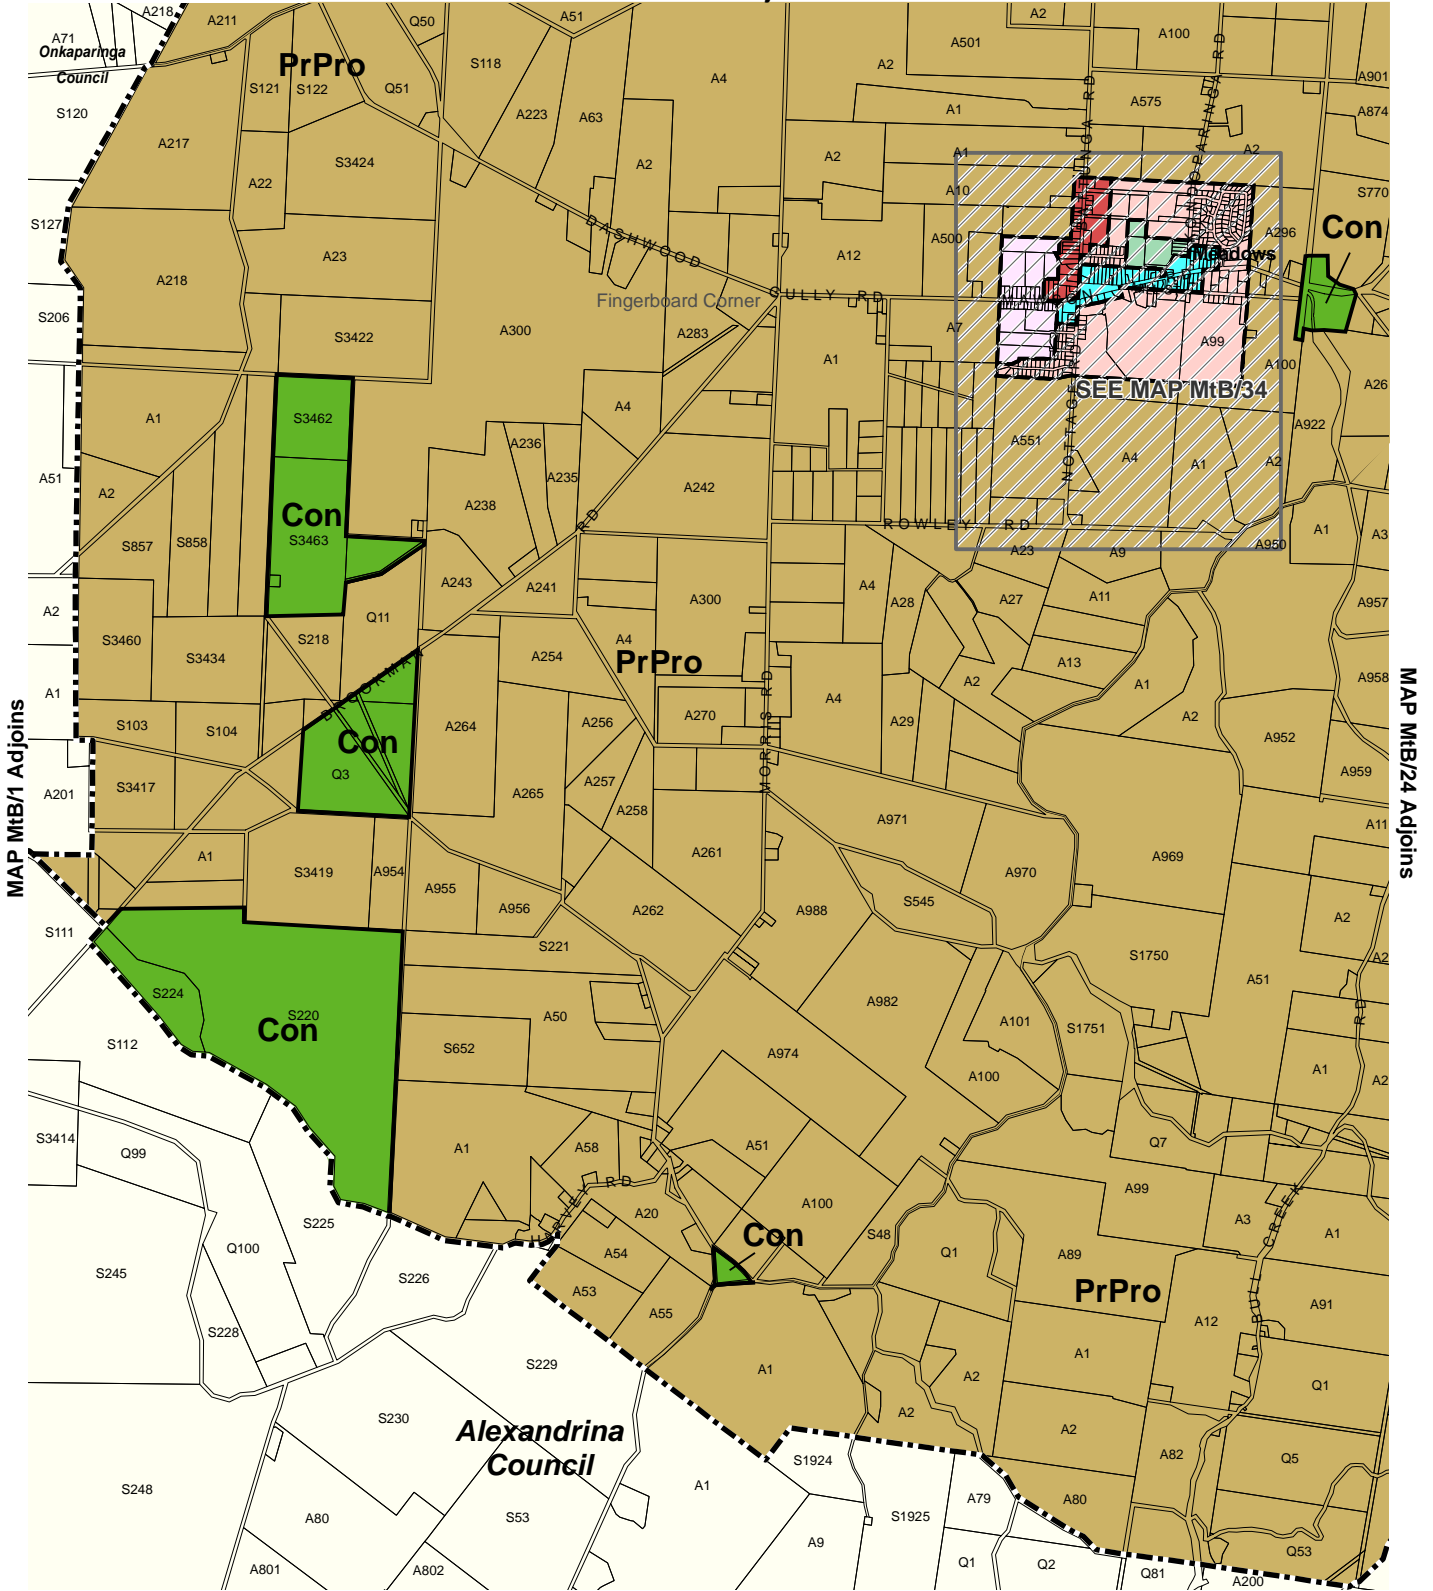 A218
A211
Q50
A51
A2
A100
A71
Onkaparinga
Council
PrPro
S118
A501
A2
A4
A901
S121
S122
Q51
S120
A223
A63
A1
A575
A874
A217
A22
S3424
A2
A2
A1
A2
A10
S770
S127
DASHWOOD
A500
A296
Con
A23
A12
Meadows
A218
GULLY RD
Fingerboard Corner
S206
A300
A283
A7
S3422
A1
A99
A100
A26
SEE MAP MtB/34
A1
S3462
A4
A922
A236
A551
A4
A1
A2
A51
A2
A235
A242
A238
Con
S3463
RD
ROWLEY RD
S857
S858
A1
A3
A950
A23
A9
A243
A241
A4
A300
A28
A27
A11
A957
A2
S3460
Q11
S218
A4
S3434
A254
PrPro
A13
A2
A1
A958
A1
BROOKMAN
MORRIS RD
A4
A29
A2
S103
S104
A264
A256
A270
A952
Con
Q3
A257
A959
S3417
A265
A258
A201
A971
A11
MAP MtB/1 Adjoins
MAP MtB/24 Adjoins
A1
S3419
A954
A955
A261
A969
A970
A956
A262
A988
S545
A2
S111
S221
S1750
A2
A51
S224
S220
Con
A50
A982
A101
S1751
RD
S112
S652
A974
A100
A1
A2
S3414
Q99
A1
A58
A51
Q7
HARVEY RD
A99
A100
A20
S225
A3
A1
S48
Con
Q100
A54
Q1
A89
CREEK
S245
S226
A53
PrPro
A55
A91
BULL
A12
S228
S229
A1
A1
A2
Q1
S230
Alexandrina
Council
A2
A2
A82
Q5
S1924
S248
A1
A79
A80
A80
S53
S1925
A9
Q53
A801
A802
Q1
Q2
Q81
A200